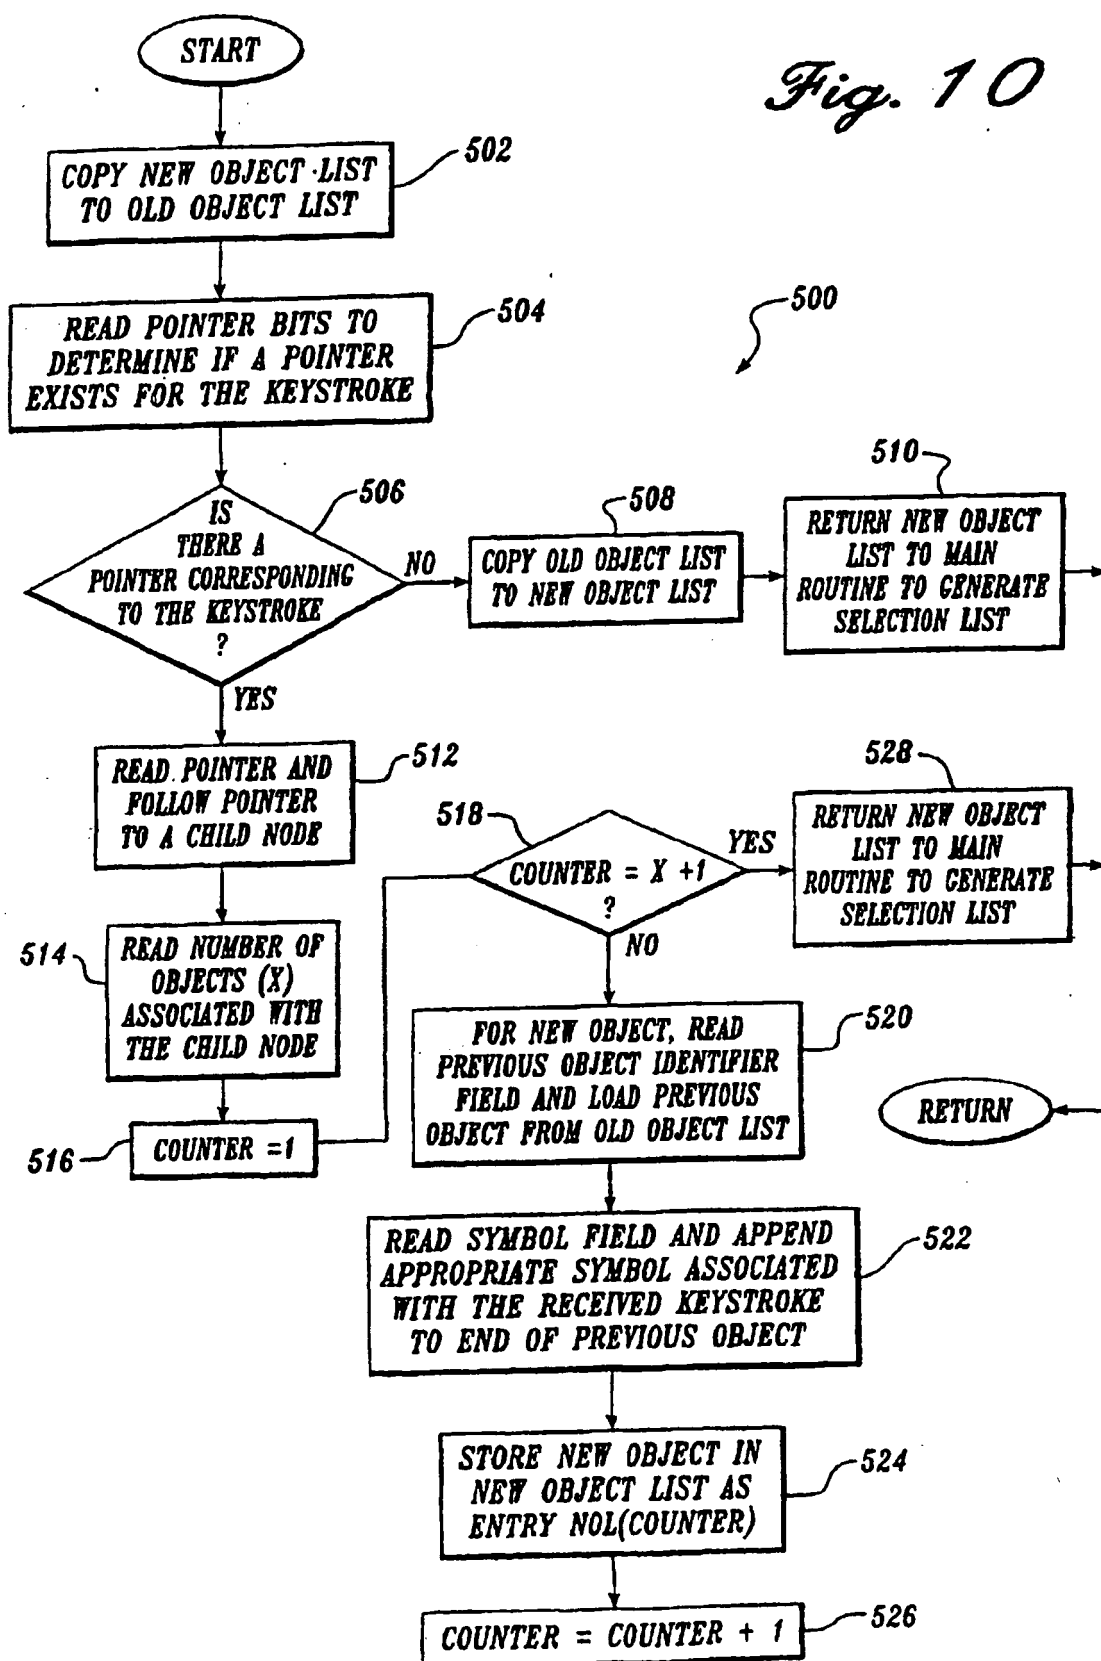 START
Fig. 10
COPY NEW OBJECT LIST
TO OLD OBJECT LIST
502
READ POINTER BITS TO
DETERMINE IF A POINTER
EXISTS FOR THE KEYSTROKE
504
500
IS
THERE A
POINTER CORRESPONDING
TO THE KEYSTROKE
?
506
NO
COPY OLD OBJECT LIST
TO NEW OBJECT LIST
508
RETURN NEW OBJECT
LIST TO MAIN
ROUTINE TO GENERATE
SELECTION LIST
510
YES
READ POINTER AND
FOLLOW POINTER
TO A CHILD NODE
512
READ NUMBER OF
OBJECTS (X)
ASSOCIATED WITH
THE CHILD NODE
514
COUNTER =1
516
COUNTER = X +1
?
518
YES
RETURN NEW OBJECT
LIST TO MAIN
ROUTINE TO GENERATE
SELECTION LIST
528
NO
FOR NEW OBJECT, READ
PREVIOUS OBJECT IDENTIFIER
FIELD AND LOAD PREVIOUS
OBJECT FROM OLD OBJECT LIST
520
RETURN
READ SYMBOL FIELD AND APPEND
APPROPRIATE SYMBOL ASSOCIATED
WITH THE RECEIVED KEYSTROKE
TO END OF PREVIOUS OBJECT
522
STORE NEW OBJECT IN
NEW OBJECT LIST AS
ENTRY NOL(COUNTER)
524
COUNTER = COUNTER + 1
526